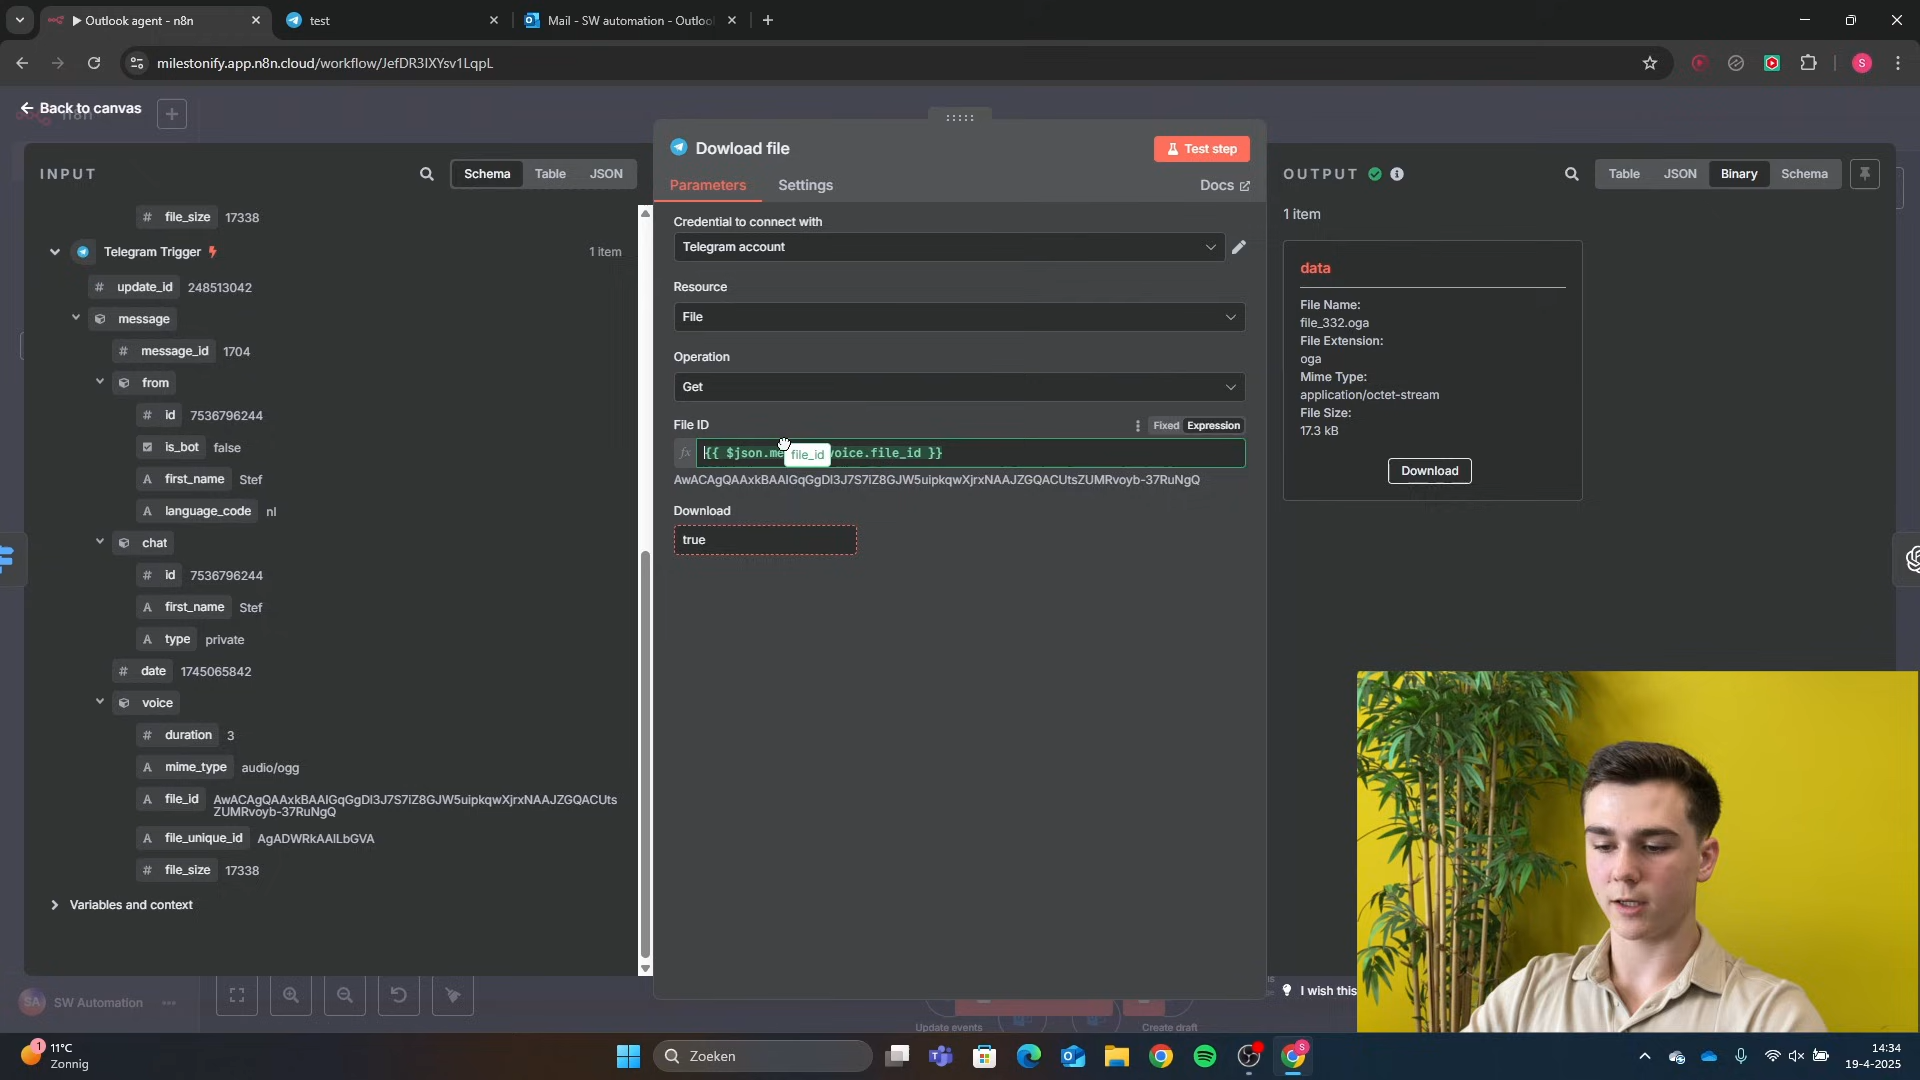 Outlook agent - n8n
test
Mail - SW automation - Outloo
milestonify.app.n8n.cloud/workflow/JefDR3IXYsv1LqpL
S
Back to canvas
INPUT
Schema
Table
JSON
# file_size 17338
Telegram Trigger
1 item
# update_id 248513042
message
# message_id 1704
from
# id 7536796244
is_bot false
A first_name Stef
A language_code nl
chat
# id 7536796244
A first_name Stef
A type private
# date 1745065842
voice
# duration 3
A mime_type audio/ogg
A file_id AwACAgQAAxkBAAIGqGgDI3J7S7iZ8GJW5uipkqwXjrxNAAJZGQACUts
ZUMRvoyb-37RuNgQ
A file_unique_id AgADWRkAAlLbGVA
# file_size 17338
Variables and context
Dowload file
Test step
Parameters
Settings
Docs
Credential to connect with
Telegram account
Resource
File
Operation
Get
File ID
Fixed
Expression
fx
{{ $json.me
file_id
voice.file_id }}
AwACAgQAAxkBAAIGqGgDI3J7S7iZ8GJW5uipkqwXjrxNAAJZGQACUtsZUMRvoyb-37RuNgQ
Download
true
OUTPUT
Table
JSON
Binary
Schema
1 item
data
File Name:
file_332.oga
File Extension:
oga
Mime Type:
application/octet-stream
File Size:
17.3 kB
Download
SA
SW Automation
I wish this
Update events
Create draft
1
11°C
Zonnig
Zoeken
S
14:34
19-4-2025